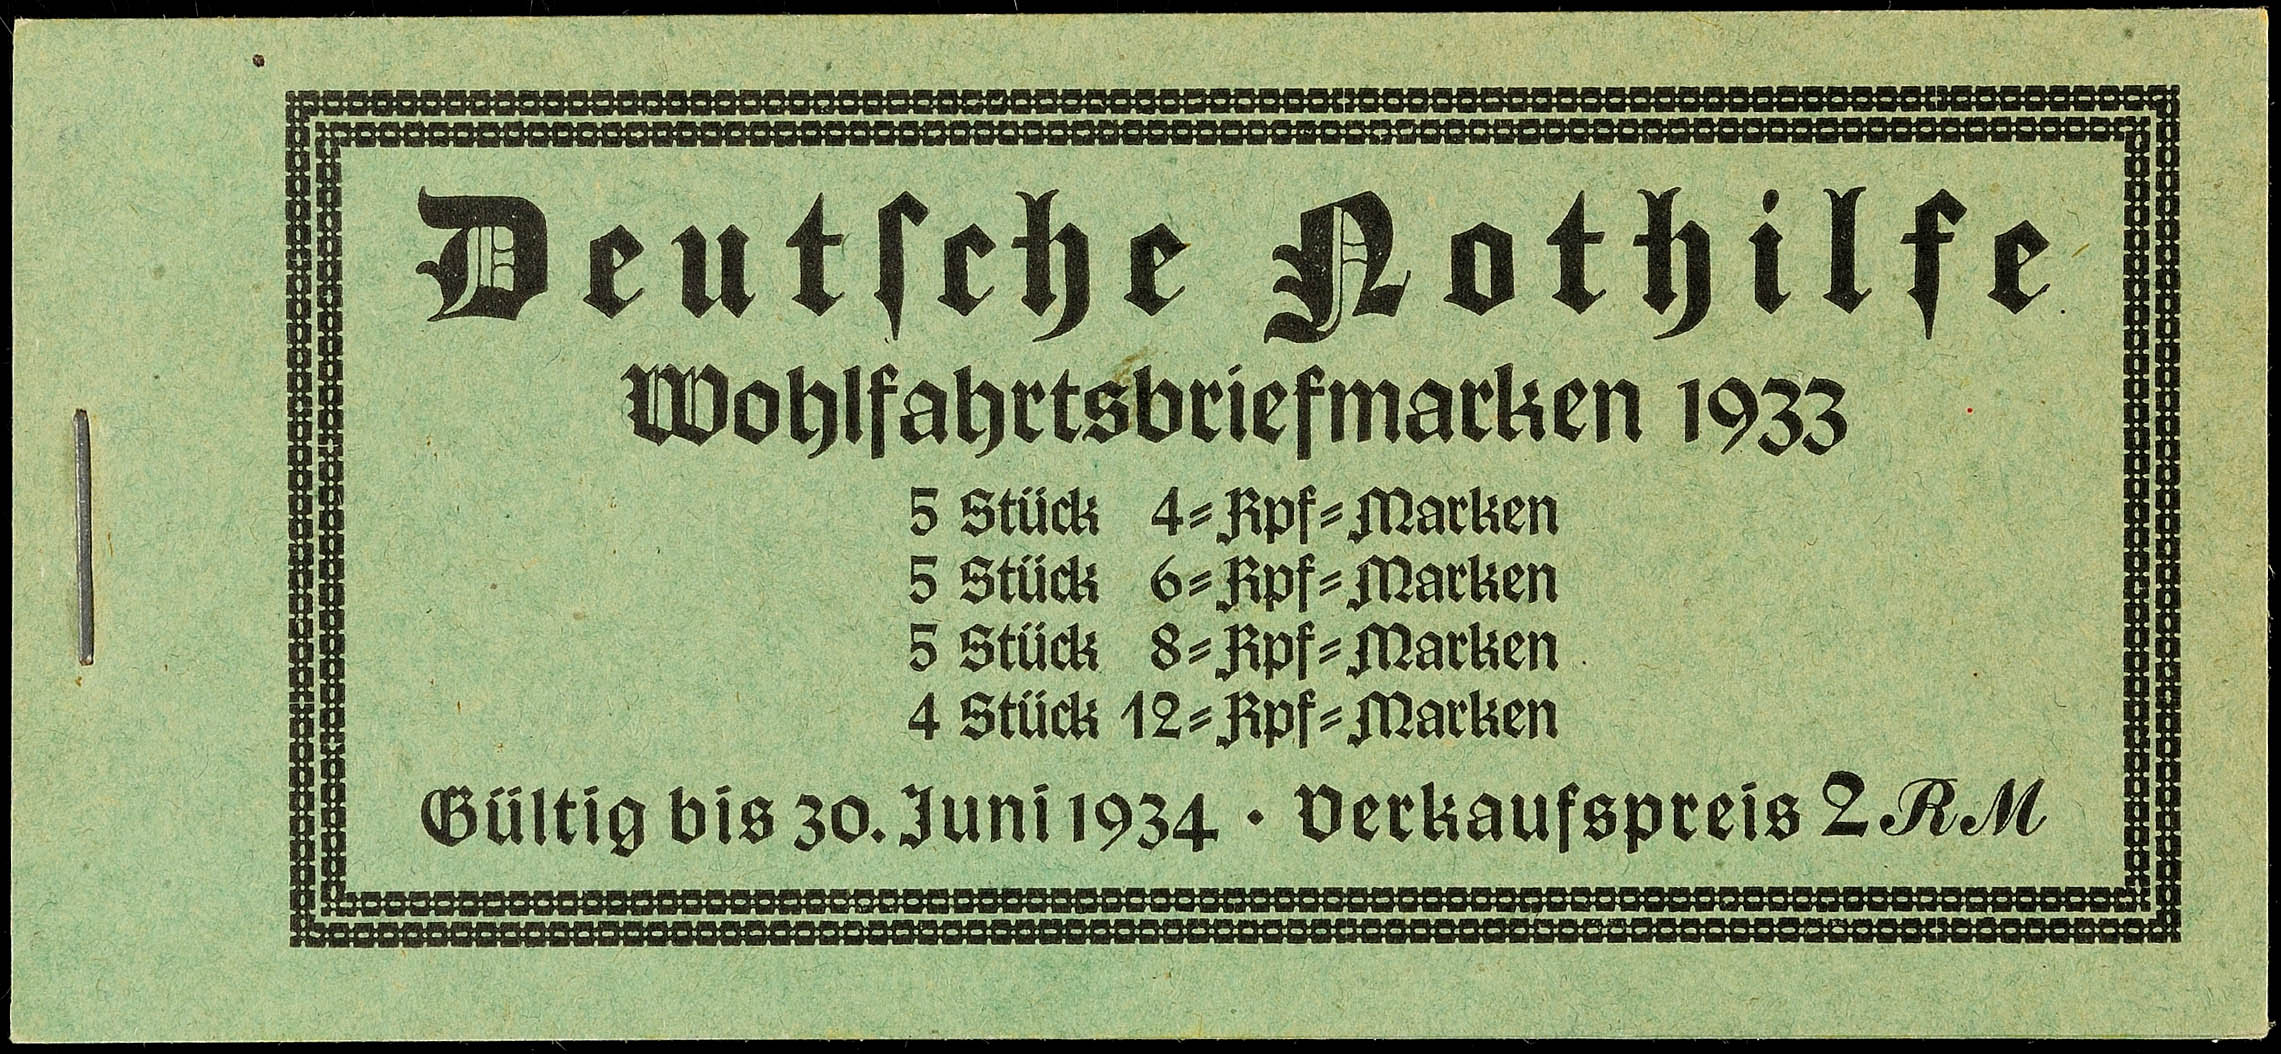 Deutſche Nothilfe
Wohlfahrtsbriefmarken 1933
5 Stück 4=Rpf=Marken
5 Stück 6=Rpf=Marken
5 Stück 8=Rpf=Marken
4 Stück 12=Rpf=Marken
Gültig bis 30. Juni 1934 · Verkaufspreis 2 RM